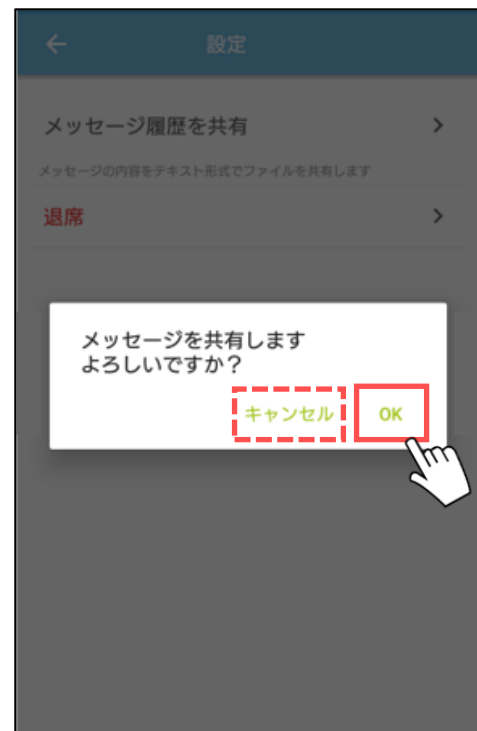 設定
メッセージ履歴を共有
メッセージの内容をテキスト形式でファイルを共有します
退席
メッセージを共有します
よろしいですか？
キャンセル OK